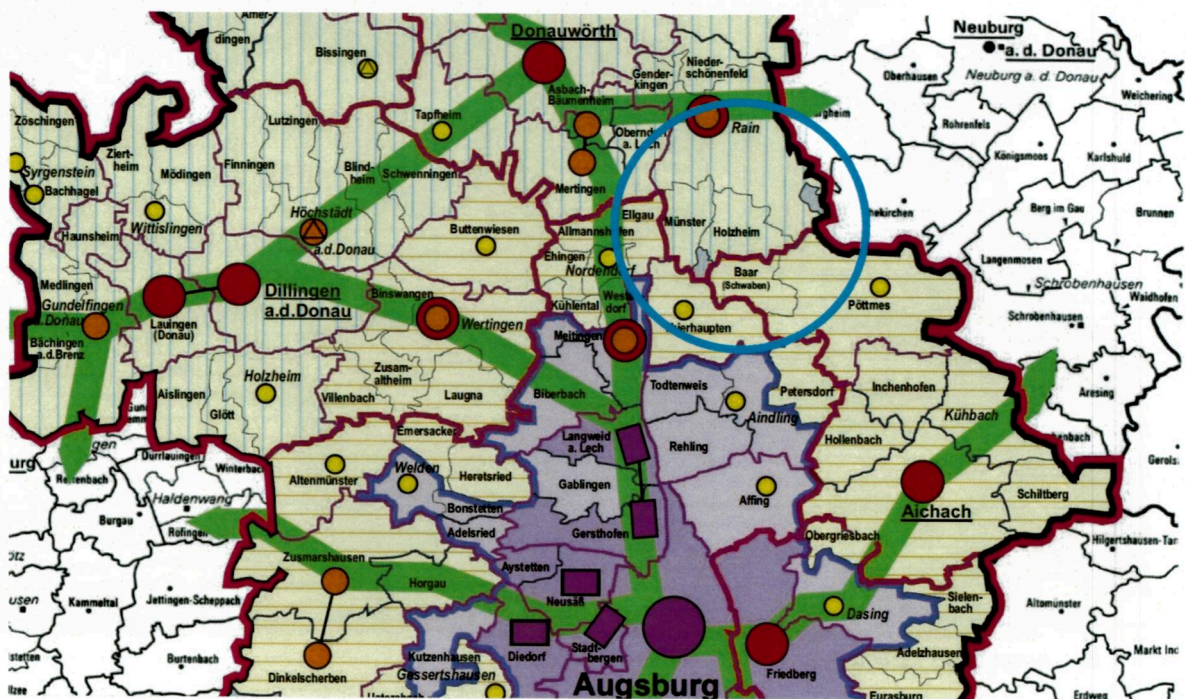 Amer-
dingen
Bissingen
Donauwörth
Asbach-
Bäumenheim
Gender-
kingen
Nieder-
schönenfeld
Neuburg
a. d. Donau
Neuburg a. d. Donau
Oberhausen
Weichering
Rohrenfels
Karlshuld
Königsmoos
Zöschingen
Syrgenstein
Bachhagel
Ziert-
heim
Mödingen
Lutzingen
Finningen
Blind-
heim
Schwenningen
Tapfheim
Oberndorf
a. Lech
Rain
Mertingen
Wittislingen
Haunsheim
Höchstädt
a.d.Donau
Buttenwiesen
Allmannshofen
Ellgau
Münster
Holzheim
Berg im Gau
Brunnen
Langenmosen
Schrobenhausen
Waidhofen
Schrobenhausen
Medlingen
Gundelfingen
Bächingen
a.d.Brenz
Lauingen
(Donau)
Dillingen
a.d.Donau
Binswangen
Wertingen
Ehingen
Nordendorf
Kühlental
West-
dorf
Baar
(Schwaben)
Pöttmes
Meitingen
Aislingen
Glött
Holzheim
Villenbach
Zusam-
altheim
Laugna
Biberbach
Todtenweis
Aindling
Petersdorf
Inchenhofen
Kühbach
Aresing
Emersacker
Welden
Heretsried
Langweid
a. Lech
Rehling
Hollenbach
Altenmünster
Bonstetten
Gablingen
Affing
Aichach
Schiltberg
Winterbach
Haldenwang
Burgau
Adelsried
Gersthofen
Obergriesbach
Zusmarshausen
Horgau
Aystetten
Neusäß
Dasing
Sielen-
bach
Altomünster
Kammeltal
Jettingen-Scheppach
Burtenbach
Dinkelscherben
Kutzenhausen
Gessertshausen
Diedorf
Stadt-
bergen
Augsburg
Friedberg
Adelzhausen
Eurasburg
Erdweg